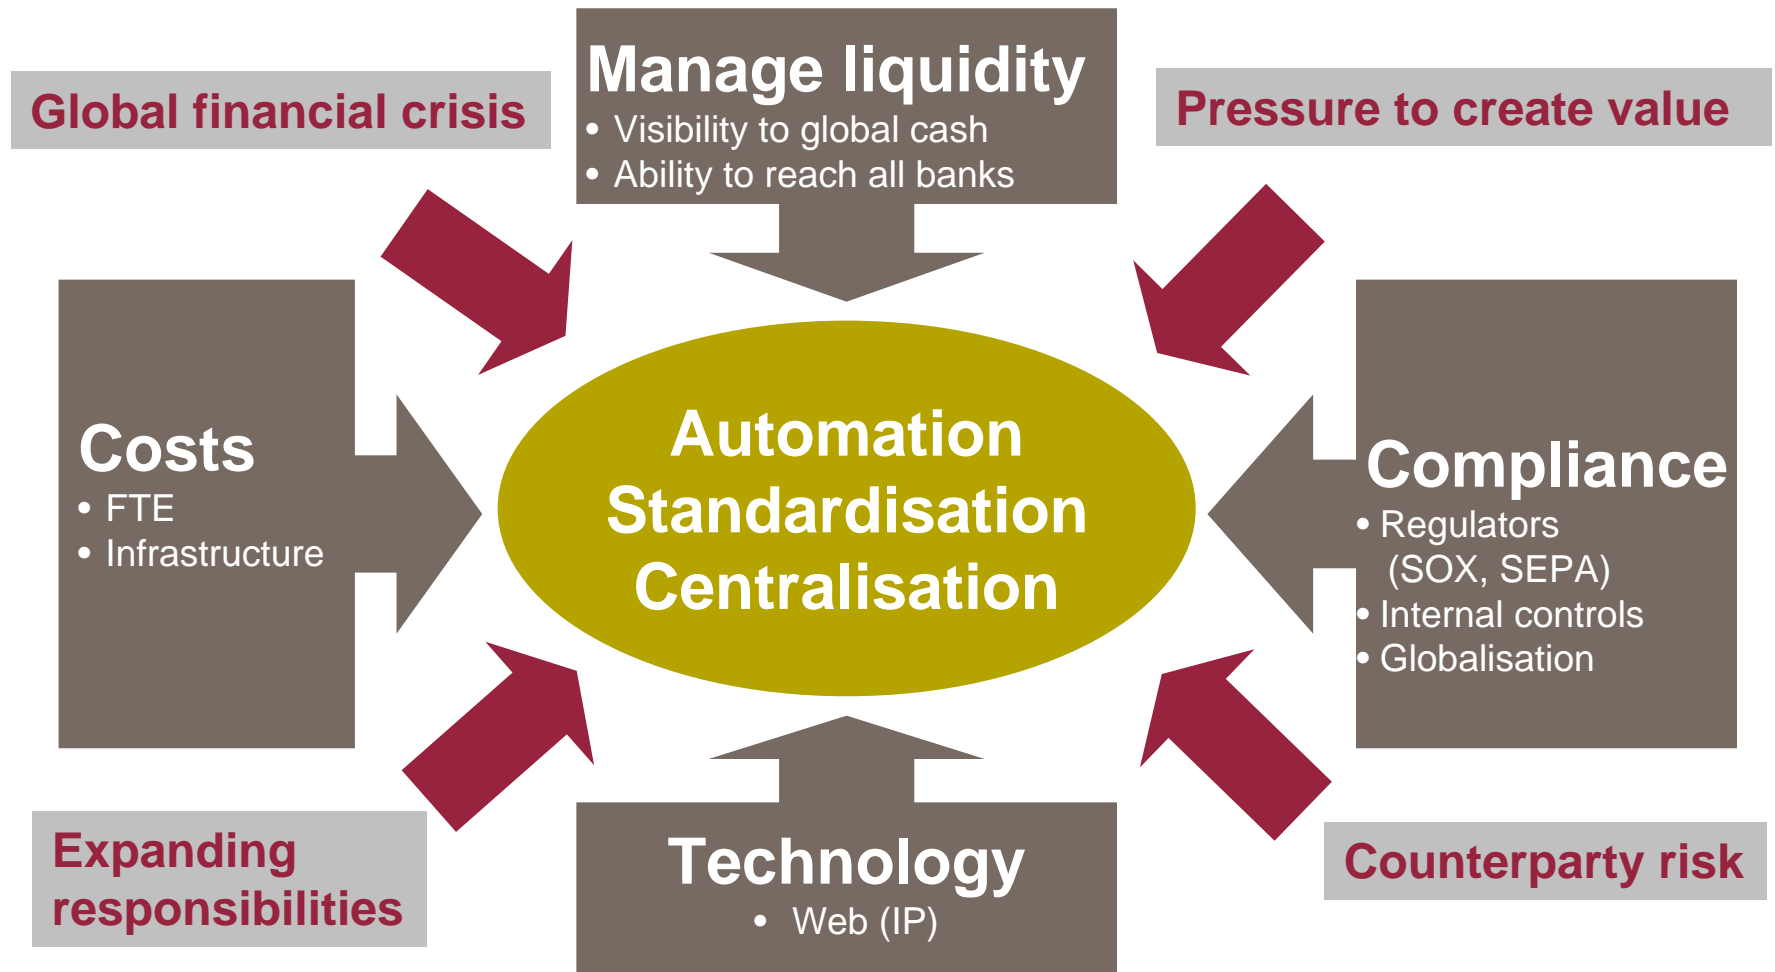 Global financial crisis
Manage liquidity
• Visibility to global cash
• Ability to reach all banks
Pressure to create value
Costs
• FTE
• Infrastructure
Automation
Standardisation
Centralisation
Compliance
• Regulators
(SOX, SEPA)
• Internal controls
• Globalisation
Expanding
responsibilities
Technology
• Web (IP)
Counterparty risk